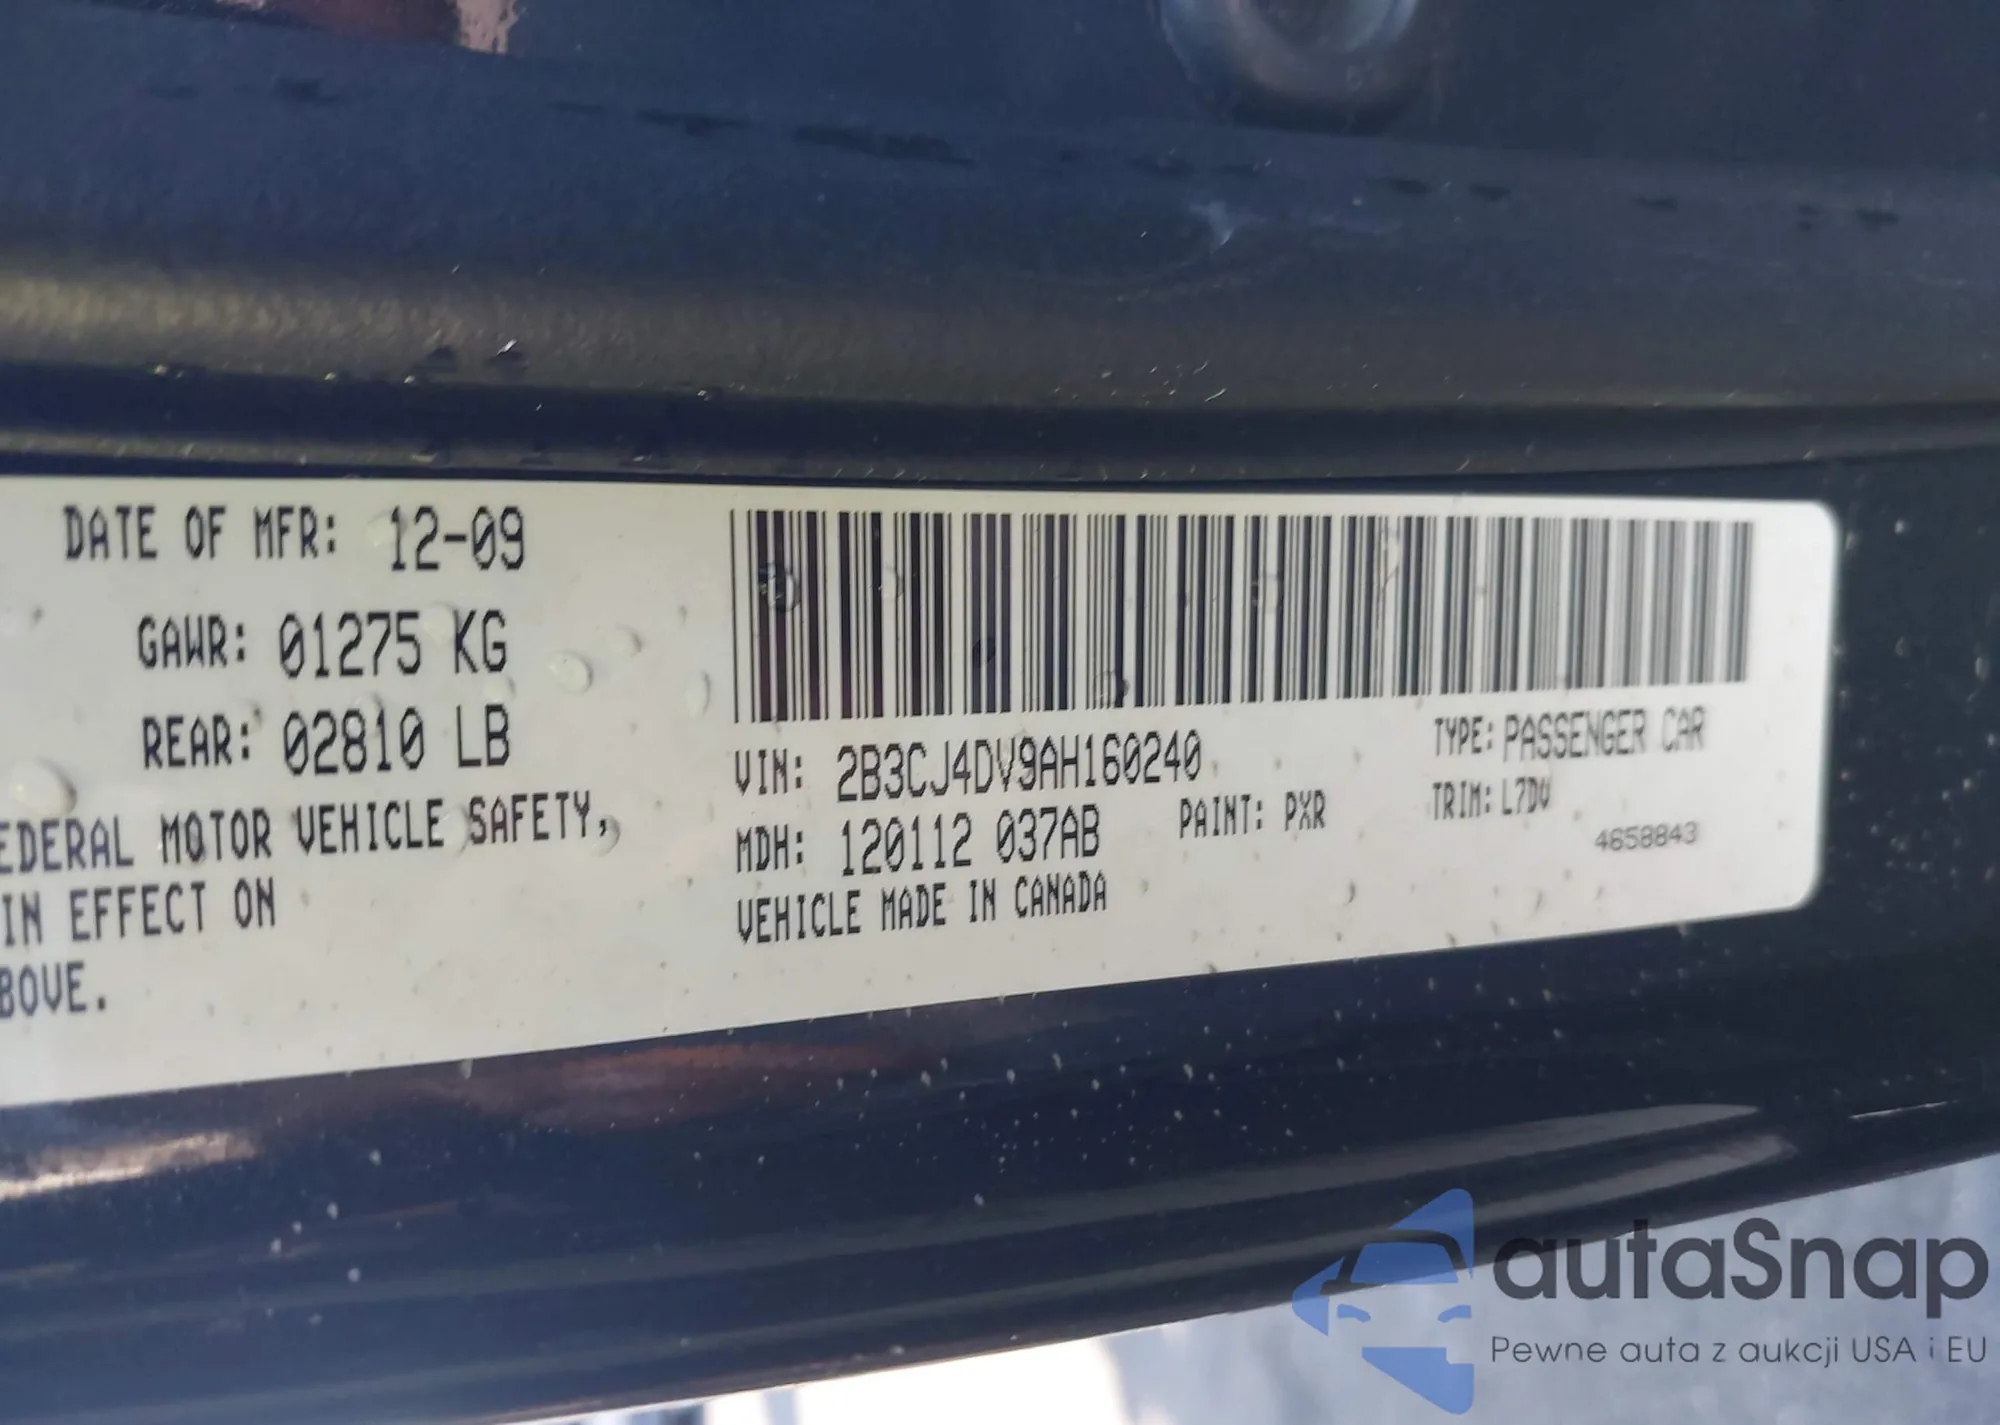 DATE OF MFR: 12-09
GAWR: 01275 KG
REAR: 02810 LB
EDERAL MOTOR VEHICLE SAFETY,
IN EFFECT ON
BOVE.
VIN: 2B3CJ4DV9AH160240
TYPE: PASSENGER CAR
MDH: 120112 037AB
PAINT: PXR
TRIM: L7DV
VEHICLE MADE IN CANADA
4658843
autaSnap
Pewne auta z aukcji USA i EU